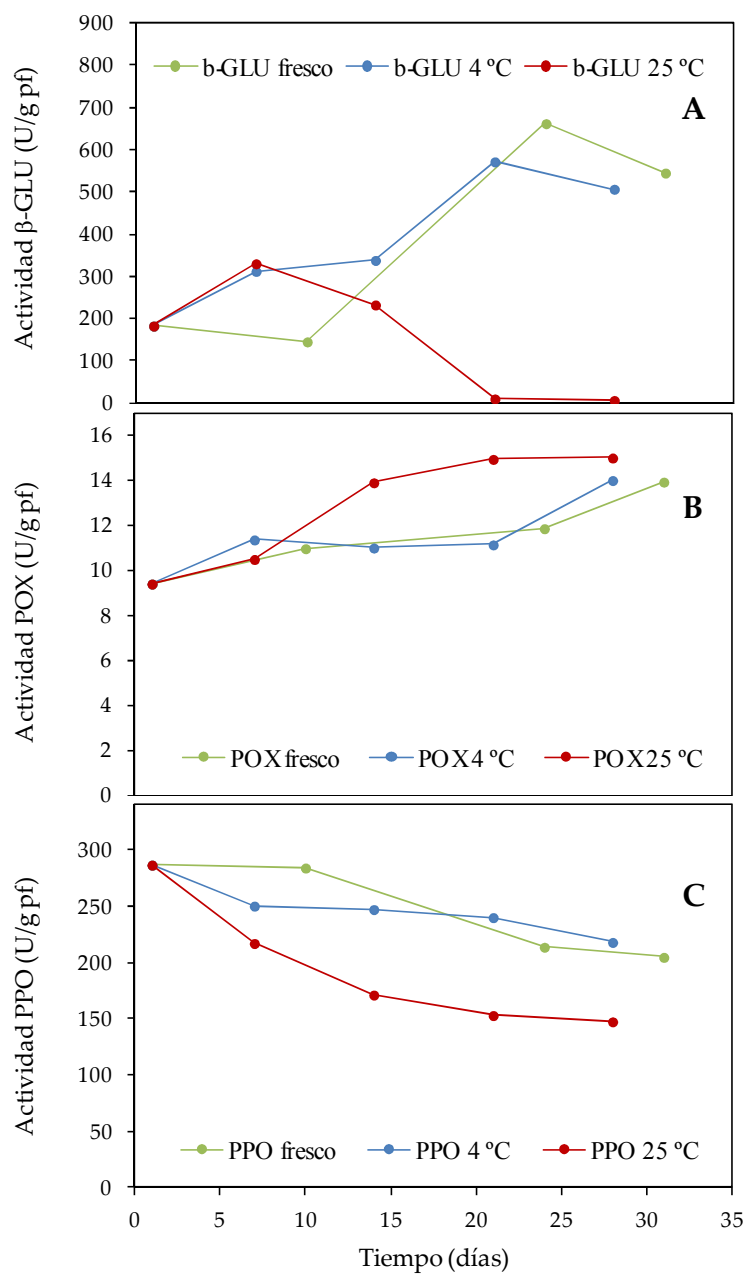 900
800
700
600
500
400
300
200
100
0
Actividad β-GLU (U/g pf)
b-GLU fresco b-GLU 4 ºC b-GLU 25 ºC
A
16
14
12
10
8
6
4
2
0
Actividad POX (U/g pf)
B
POX fresco POX 4 ºC POX 25 ºC
300
250
200
150
100
50
0
Actividad PPO (U/g pf)
C
PPO fresco PPO 4 ºC PPO 25 ºC
0 5 10 15 20 25 30 35
Tiempo (días)